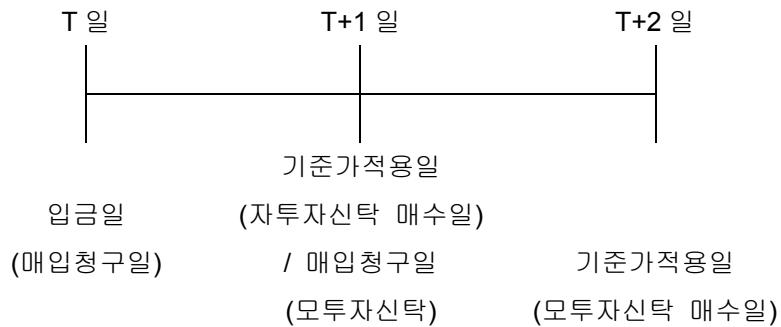 T 일 T+1 일 T+2 일
기준가적용일
입금일 (자투자신탁 매수일)
(매입청구일) / 매입청구일 기준가적용일
(모투자신탁) (모투자신탁 매수일)